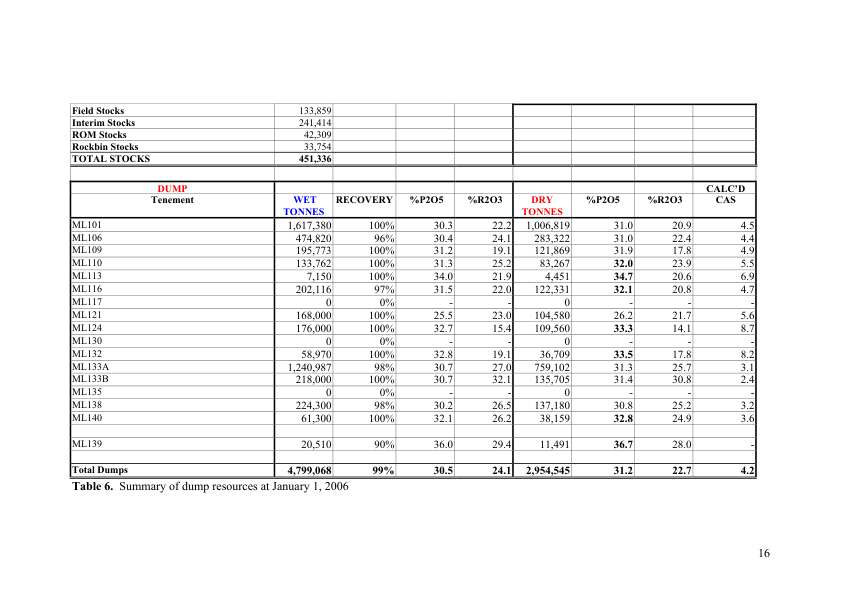 Field Stocks 133,859
Interim Stocks 241,414
ROM Stocks 42,309
Rockbin Stocks 33,754
TOTAL STOCKS 451,336
DUMP CALC'D
Tenement WET RECOVERY %P2O5 %R2O3 DRY %P2O5 %R2O3 CAS
TONNES TONNES
ML101 1,617,380 100% 30.3 22.2 1,006,819 31.0 20.9 4.5
ML106 474,820 96% 30.4 24.1 283,322 31.0 22.4 4.4
ML109 195,773 100% 31.2 19.1 121,869 31.9 17.8 4.9
ML110 133,762 100% 31.3 25.2 83,267 32.0 23.9 5.5
ML113 7,150 100% 34.0 21.9 4,451 34.7 20.6 6.9
ML116 202,116 97% 31.5 22.0 122,331 32.1 20.8 4.7
ML117 0 0% - - 0 - - -
ML121 168,000 100% 25.5 23.0 104,580 26.2 21.7 5.6
ML124 176,000 100% 32.7 15.4 109,560 33.3 14.1 8.7
ML130 0 0% - - 0 - - -
ML132 58,970 100% 32.8 19.1 36,709 33.5 17.8 8.2
ML133A 1,240,987 98% 30.7 27.0 759,102 31.3 25.7 3.1
ML133B 218,000 100% 30.7 32.1 135,705 31.4 30.8 2.4
ML135 0 0% - - 0 - - -
ML138 224,300 98% 30.2 26.5 137,180 30.8 25.2 3.2
ML140 61,300 100% 32.1 26.2 38,159 32.8 24.9 3.6
ML139 20,510 90% 36.0 29.4 11,491 36.7 28.0 -
Total Dumps 4,799,068 99% 30.5 24.1 2,954,545 31.2 22.7 4.2
Table 6. Summary of dump resources at January 1, 2006
16